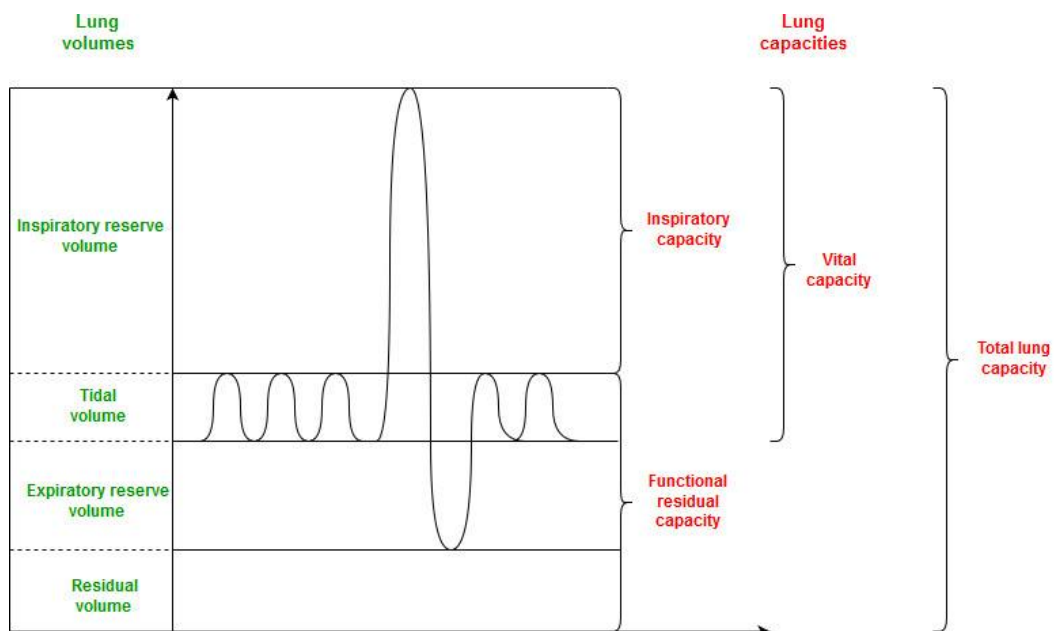 Lung
volumes
Lung
capacities
Inspiratory reserve
volume
Inspiratory
capacity
Vital
capacity
Total lung
capacity
Tidal
volume
Expiratory reserve
volume
Functional
residual
capacity
Residual
volume